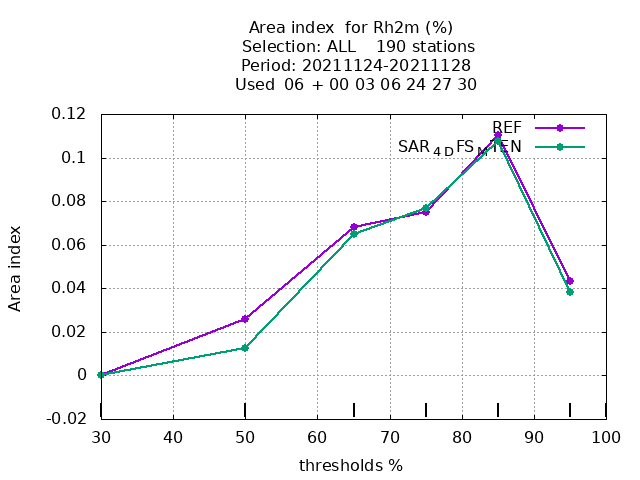 Area index  for Rh2m (%)
Selection: ALL    190 stations
Period: 20211124-20211128
Used  06  + 00 03 06 24 27 30
0.12
0.1
0.08
0.06
0.04
0.02
0
-0.02
Area index
REF
SAR4DFSMTEN
30 40 50 60 70 80 90 100
thresholds %